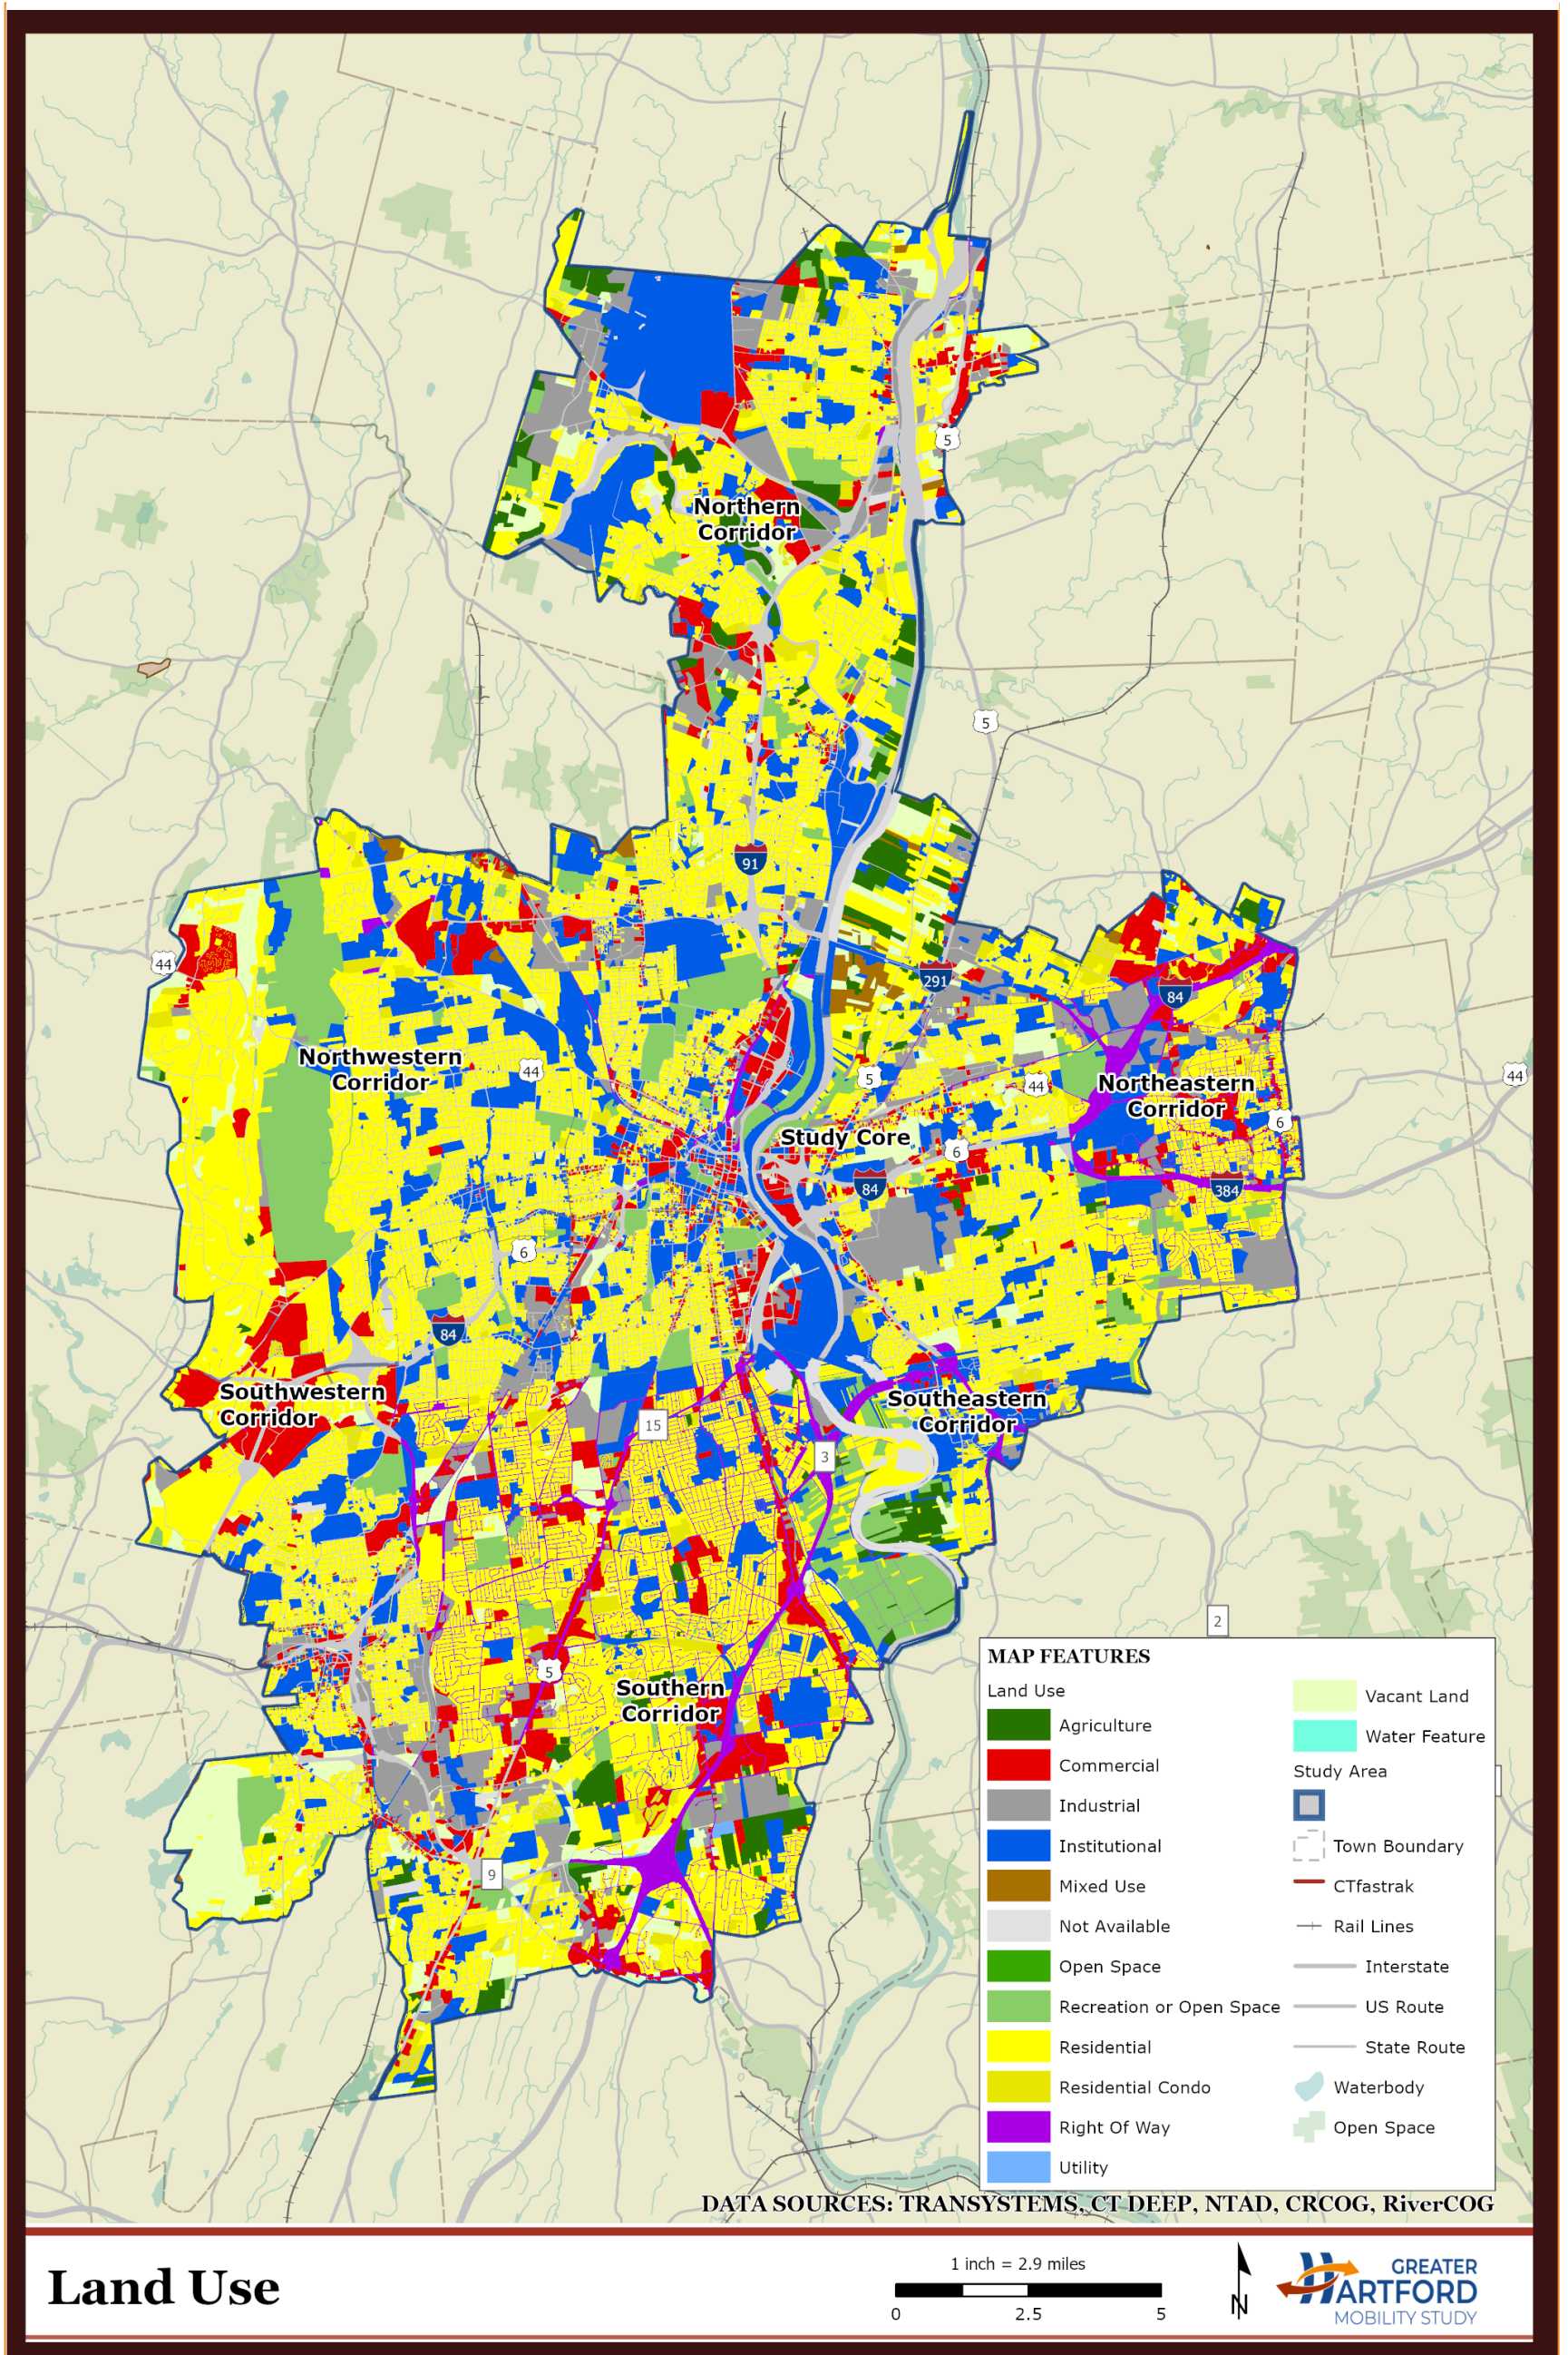 5
Northern
Corridor
5
91
44
291
84
Northwestern
Corridor
44
5
44
Northeastern
Corridor
44
6
Study Core
6
84
384
6
84
Southwestern
Corridor
Southeastern
Corridor
15
3
2
5
Southern
Corridor
9
MAP FEATURES
Land Use
Agriculture
Commercial
Industrial
Institutional
Mixed Use
Not Available
Open Space
Recreation or Open Space
Residential
Residential Condo
Right Of Way
Utility
Vacant Land
Water Feature
Study Area
Town Boundary
CTfastrak
Rail Lines
Interstate
US Route
State Route
Waterbody
Open Space
DATA SOURCES: TRANSYSTEMS, CT DEEP, NTAD, CRCOG, RiverCOG
Land Use
1 inch = 2.9 miles
0 2.5 5
N
GREATER
HARTFORD
MOBILITY STUDY